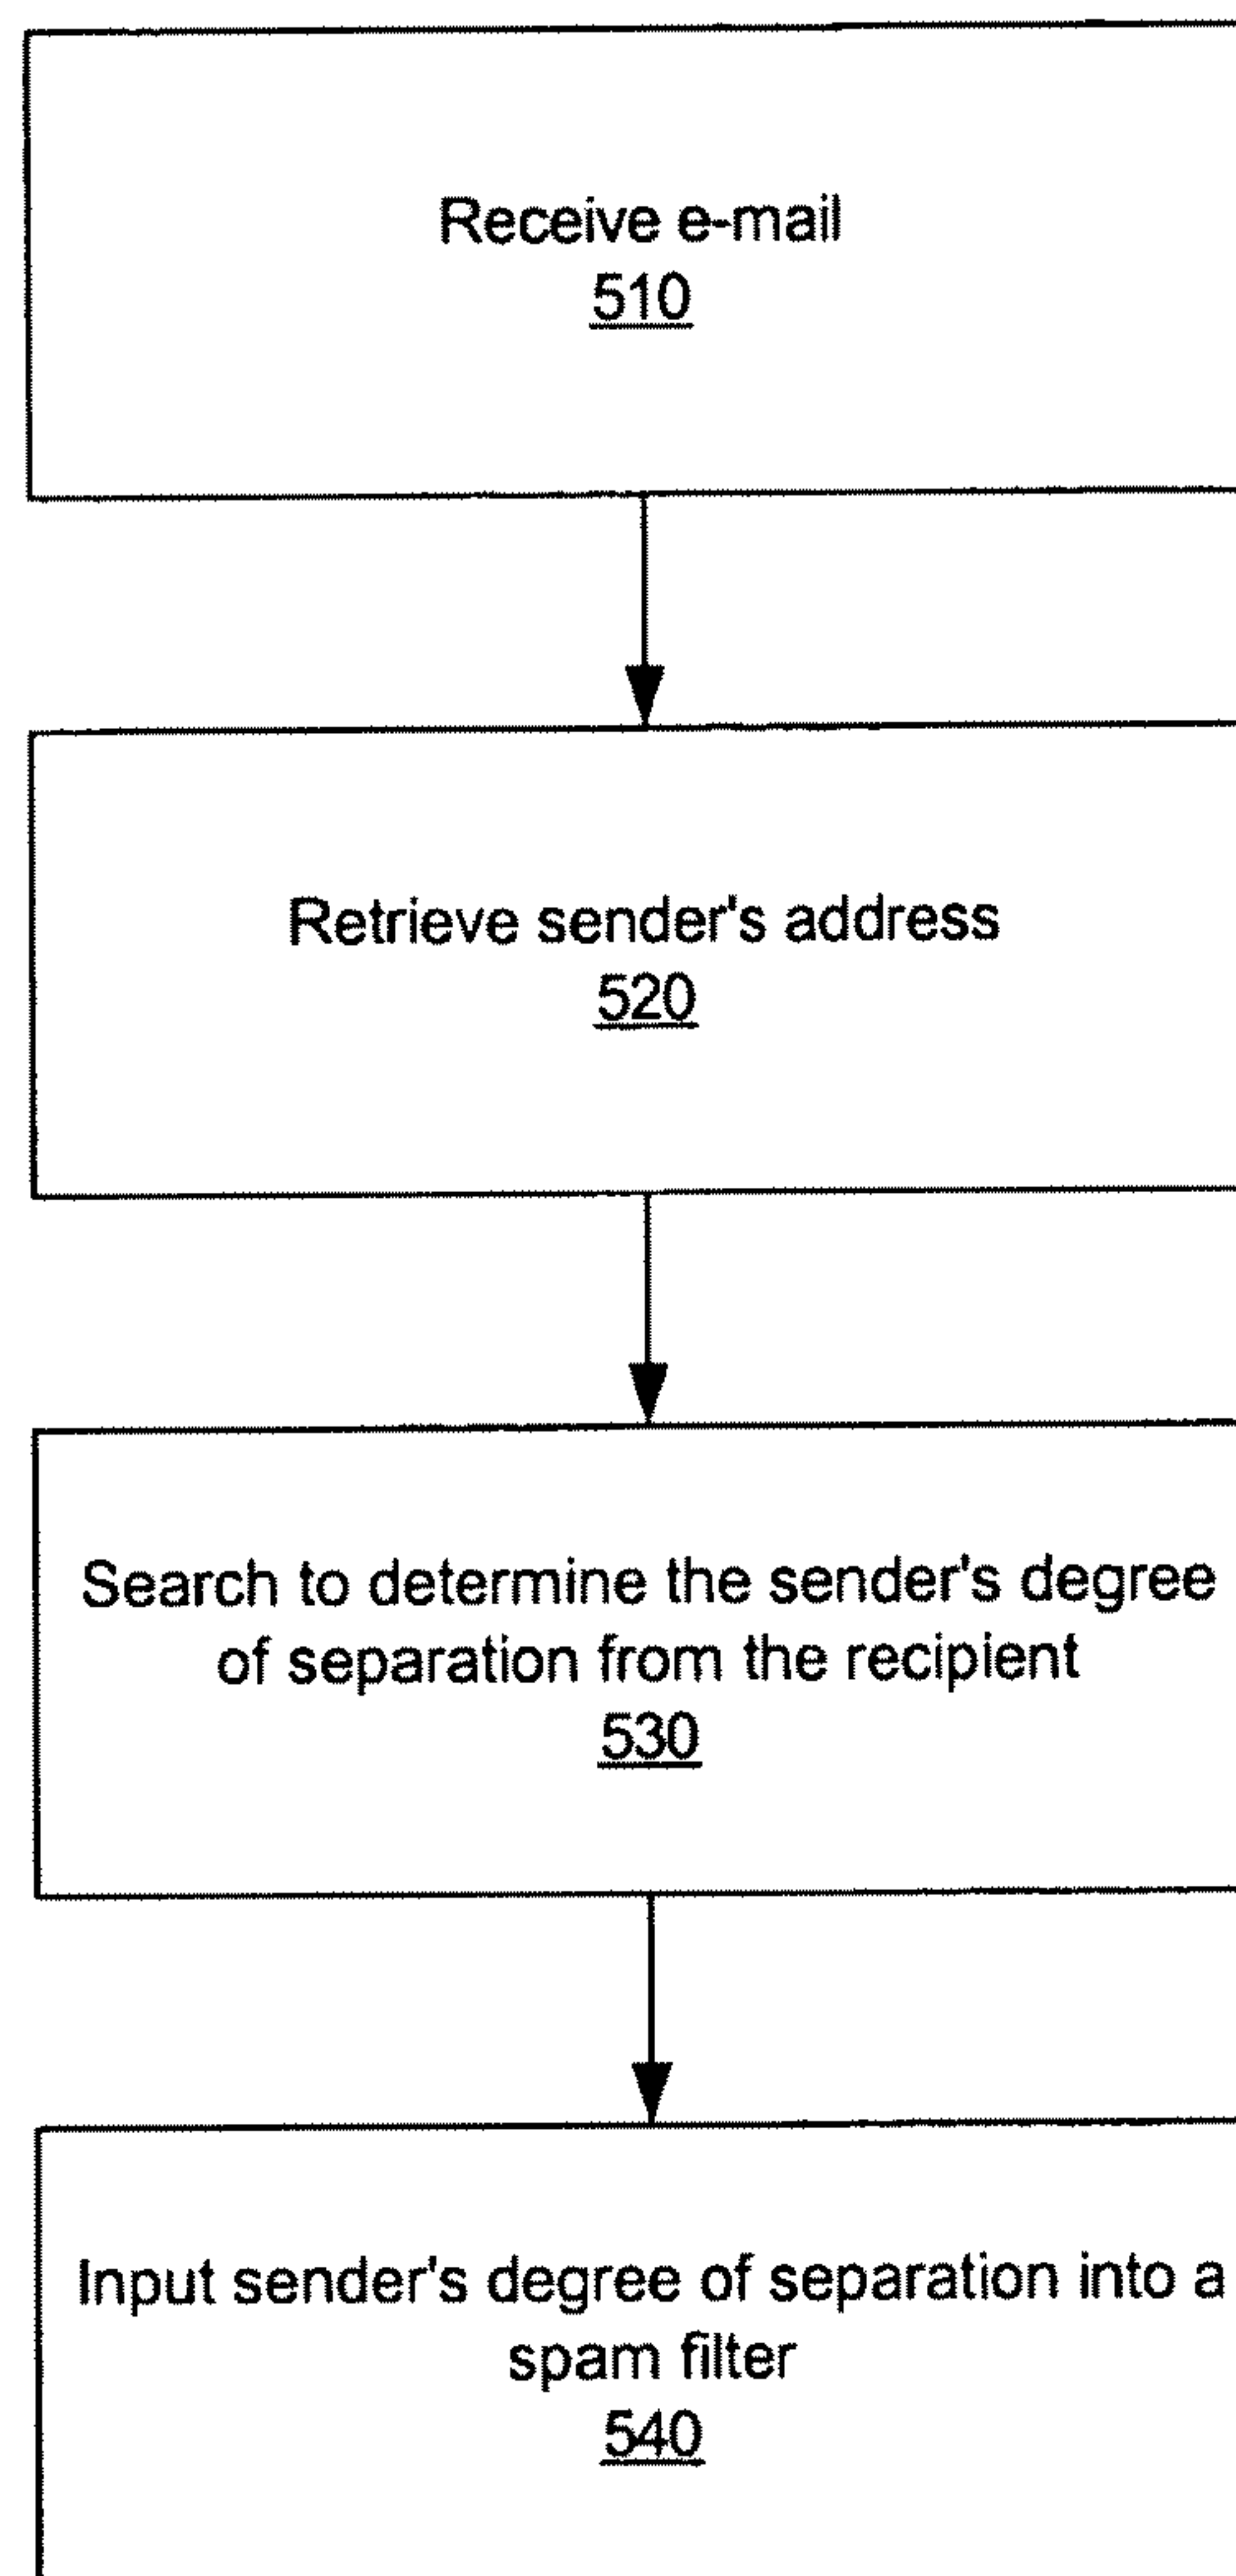 Receive e-mail
510
Retrieve sender's address
520
Search to determine the sender's degree
of separation from the recipient
530
Input sender's degree of separation into a
spam filter
540